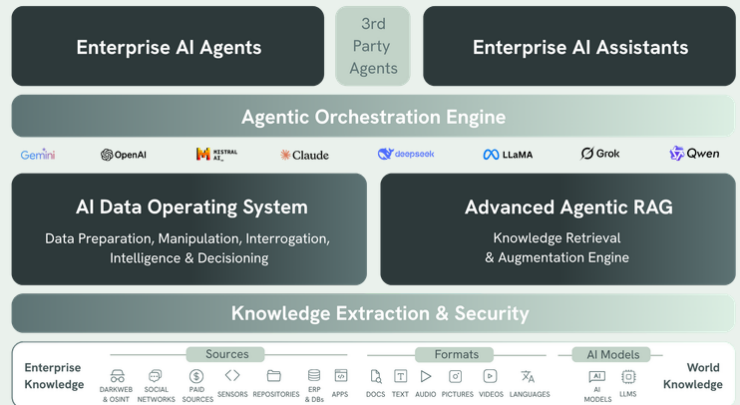 Enterprise AI Agents
3rd
Party
Agents
Enterprise AI Assistants
Agentic Orchestration Engine
Gemini
OpenAI
MISTRAL
AI_
Claude
deepseek
LLaMA
Grok
Qwen
AI Data Operating System
Data Preparation, Manipulation, Interrogation,
Intelligence & Decisioning
Advanced Agentic RAG
Knowledge Retrieval
& Augmentation Engine
Knowledge Extraction & Security
Enterprise
Knowledge
Sources
DARKWEB
& OSINT
SOCIAL
NETWORKS
PAID
SOURCES
SENSORS
REPOSITORIES
ERP
& DBs
APPS
Formats
DOCS
TEXT
AUDIO
PICTURES
VIDEOS
LANGUAGES
AI Models
AI
MODELS
LLMS
World
Knowledge